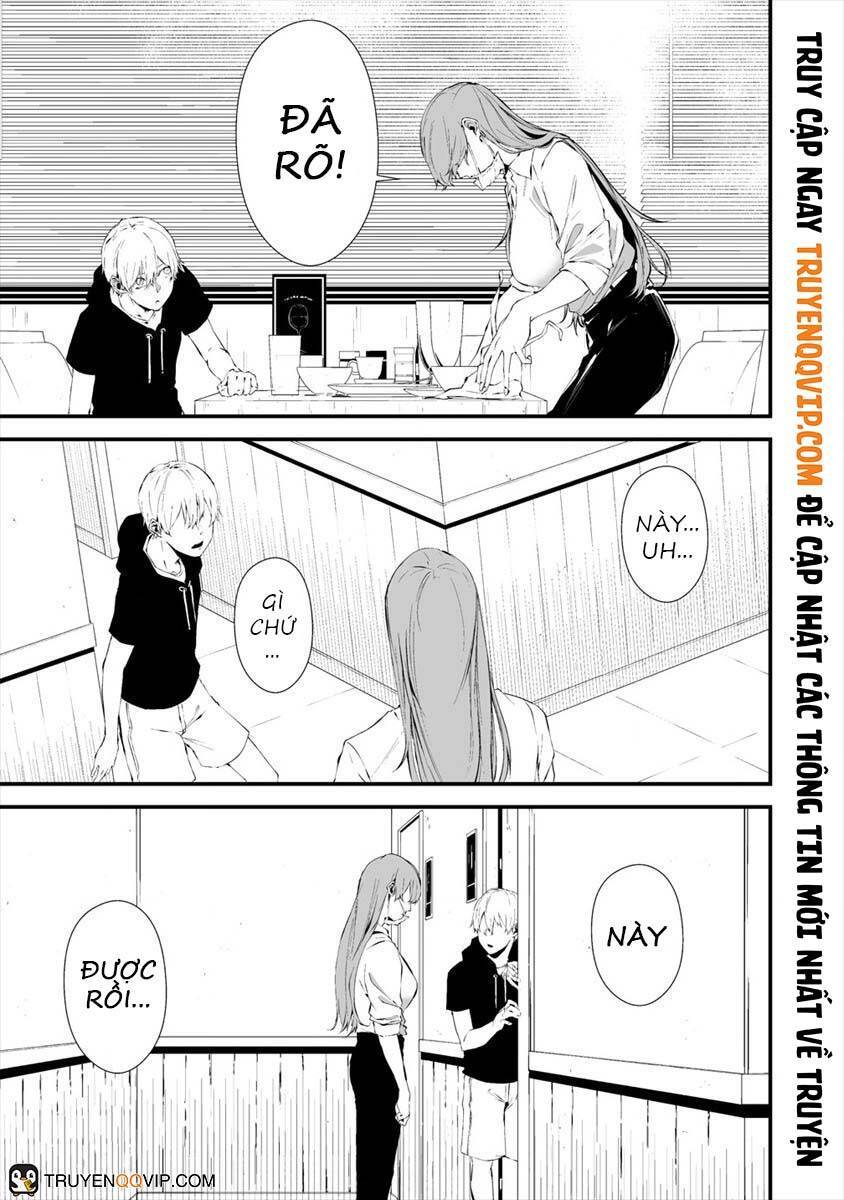 ĐÃ
RÕ!
NÀY...
UH...
GÌ
CHỨ
...
NÀY
ĐƯỢC
RỒI...
TRUY CẬP NGAY TRUYENQQVIP.COM ĐỂ CẬP NHẬT CÁC THÔNG TIN MỚI NHẤT VỀ TRUYỆN
TRUYENQQVIP.COM